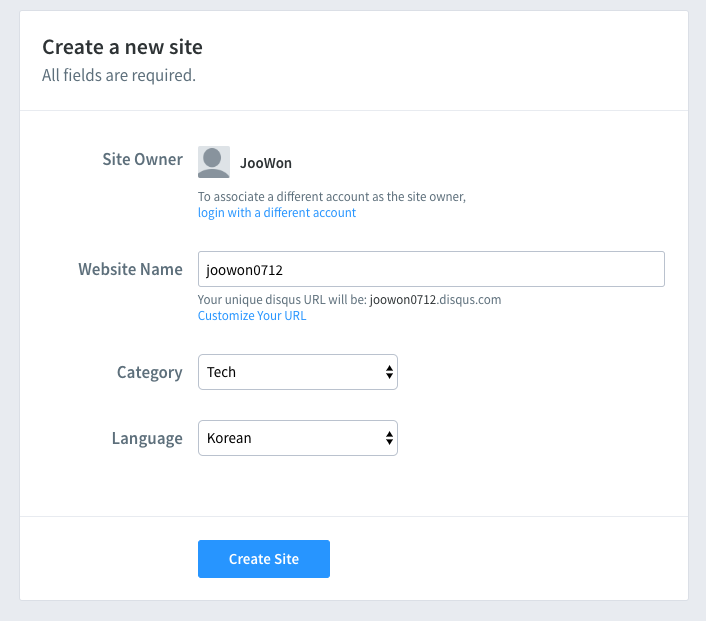 Create a new site
All fields are required.
Site Owner
JooWon
To associate a different account as the site owner,
login with a different account
Website Name
joowon0712
Your unique disqus URL will be: joowon0712.disqus.com
Customize Your URL
Category
Tech
Language
Korean
Create Site